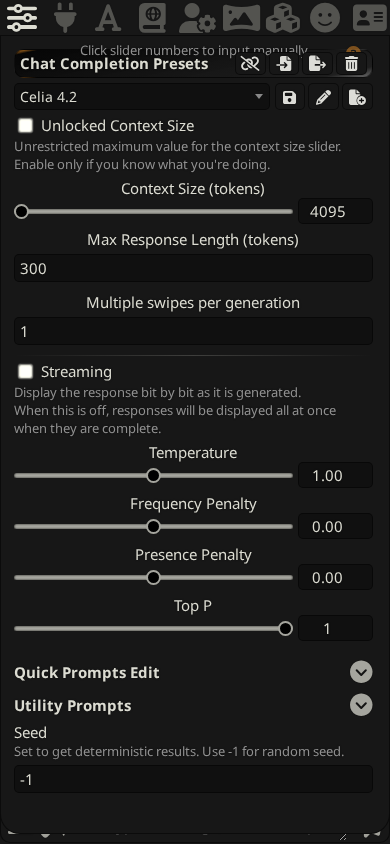 Click slider numbers to input manually
Chat Completion Presets
Celia 4.2
Unlocked Context Size
Unrestricted maximum value for the context size slider.
Enable only if you know what you're doing.
Context Size (tokens)
4095
Max Response Length (tokens)
300
Multiple swipes per generation
1
Streaming
Display the response bit by bit as it is generated.
When this is off, responses will be displayed all at once
when they are complete.
Temperature
1.00
Frequency Penalty
0.00
Presence Penalty
0.00
Top P
1
Quick Prompts Edit
Utility Prompts
Seed
Set to get deterministic results. Use -1 for random seed.
-1